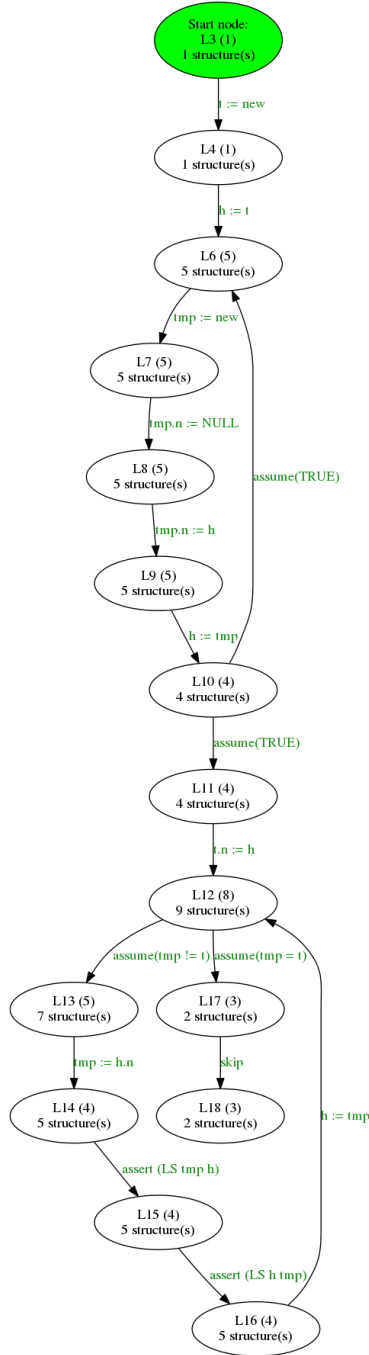 Start node:
L3 (1)
1 structure(s)
t := new
L4 (1)
1 structure(s)
h := t
L6 (5)
5 structure(s)
tmp := new
L7 (5)
5 structure(s)
tmp.n := NULL
L8 (5)
5 structure(s)
assume(TRUE)
tmp.n := h
L9 (5)
5 structure(s)
h := tmp
L10 (4)
4 structure(s)
assume(TRUE)
L11 (4)
4 structure(s)
t.n := h
L12 (8)
9 structure(s)
assume(tmp != t)
assume(tmp = t)
L13 (5)
7 structure(s)
L17 (3)
2 structure(s)
tmp := h.n
skip
L14 (4)
5 structure(s)
L18 (3)
2 structure(s)
h := tmp
assert (LS tmp h)
L15 (4)
5 structure(s)
assert (LS h tmp)
L16 (4)
5 structure(s)